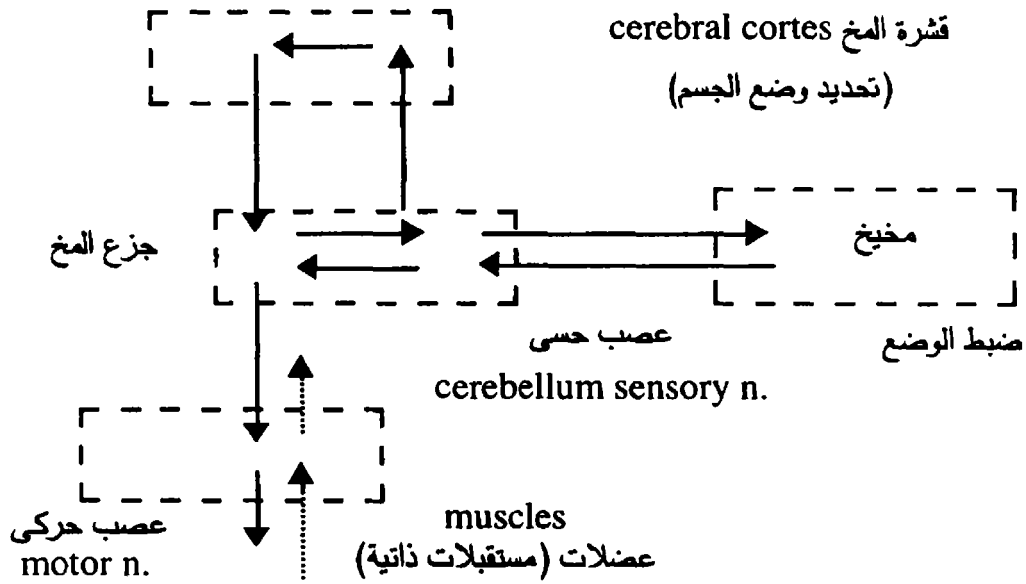 قشرة المخ cerebral cortes
(تحديد وضع الجسم)
مخيخ
جزع المخ
ضبط الوضع
عصب حسى
cerebellum sensory n.
عصب حركى
motor n.
muscles
عضلات (مستقبلات ذاتية)